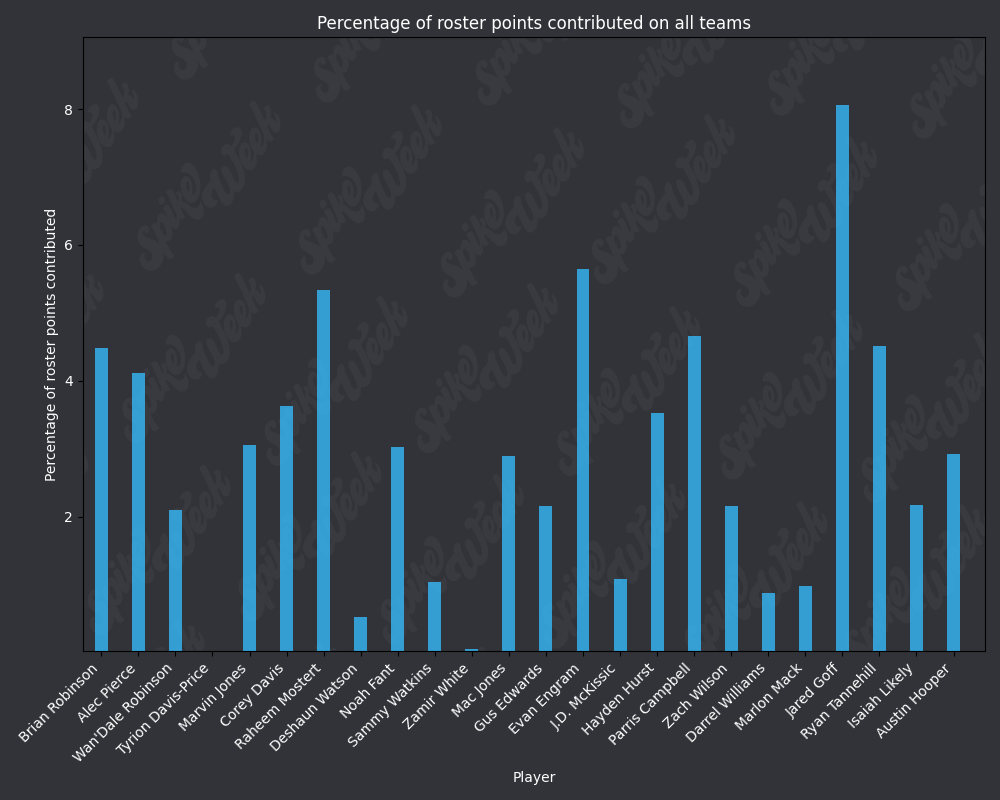 Percentage of roster points contributed on all teams
Percentage of roster points contributed
8
6
4
2
Brian Robinson
Alec Pierce
Wan'Dale Robinson
Tyrion Davis-Price
Marvin Jones
Corey Davis
Raheem Mostert
Deshaun Watson
Noah Fant
Sammy Watkins
Zamir White
Mac Jones
Gus Edwards
Evan Engram
J.D. McKissic
Hayden Hurst
Parris Campbell
Zach Wilson
Darrel Williams
Marlon Mack
Jared Goff
Ryan Tannehill
Isaiah Likely
Austin Hooper
Player
Spike Week